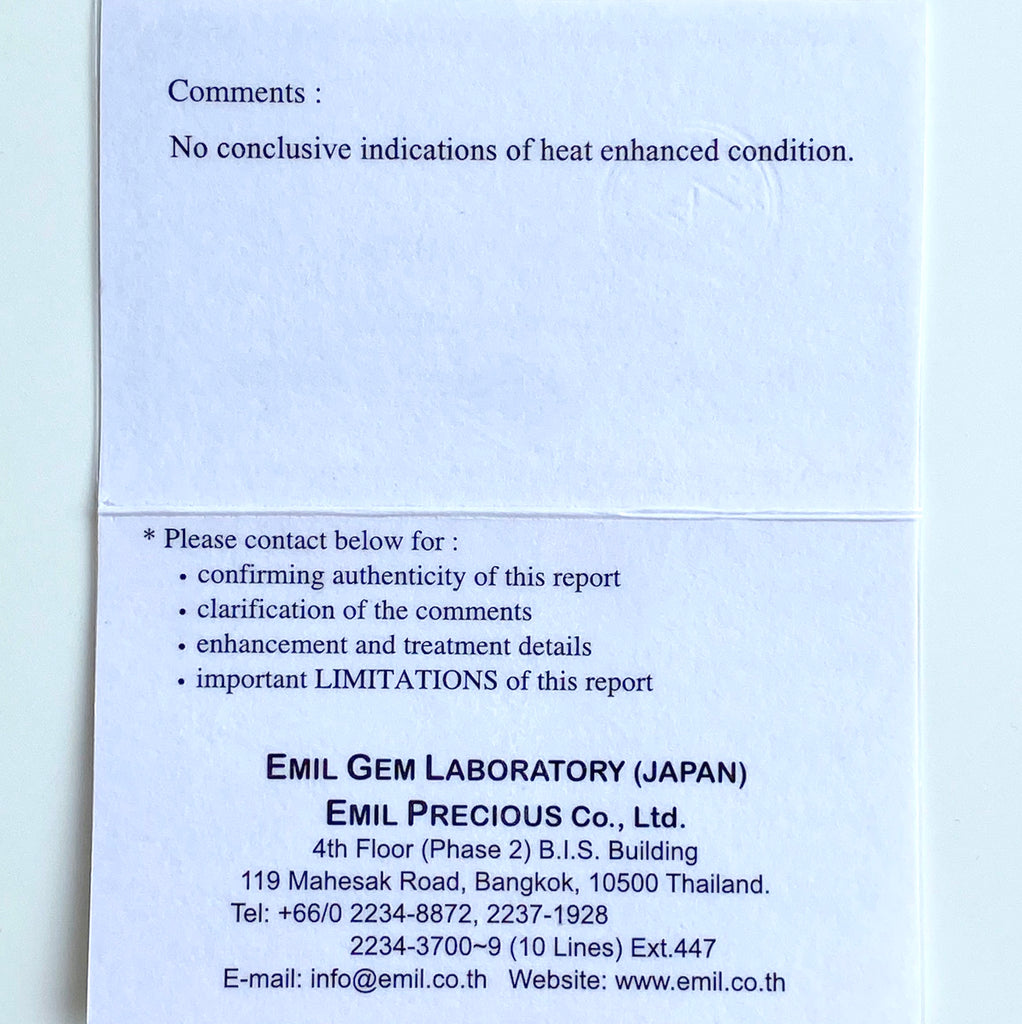 Comments :
No conclusive indications of heat enhanced condition.
* Please contact below for :
• confirming authenticity of this report
• clarification of the comments
• enhancement and treatment details
• important LIMITATIONS of this report
EMIL GEM LABORATORY (JAPAN)
EMIL PRECIOUS Co., Ltd.
4th Floor (Phase 2) B.I.S. Building
119 Mahesak Road, Bangkok, 10500 Thailand.
Tel: +66/0 2234-8872, 2237-1928
2234-3700~9 (10 Lines) Ext.447
E-mail: info@emil.co.th Website: www.emil.co.th